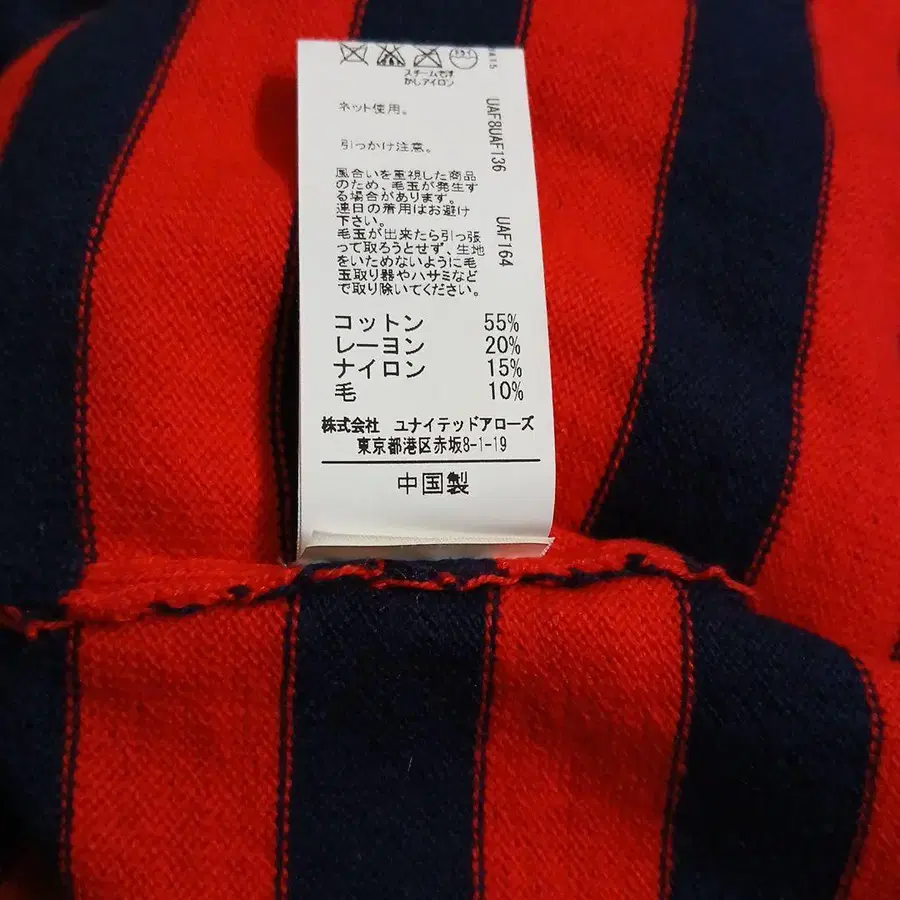 スチームでう
かしアイロン
ネット使用。
引っかけ注意。
風合いを重視した商品
のため、毛玉が発生す
る場合があります。
連日の着用はお避け
下さい。
毛玉が出来たら引っ張
って取ろうとせず、生地
をいためないように毛
玉取り器やハサミなど
で取り除いてください。
コットン 55%
レーヨン 20%
ナイロン 15%
毛 10%
株式会社 ユナイテッドアローズ
東京都港区赤坂8-1-19
中国製
UAF8UAF136
UAF164